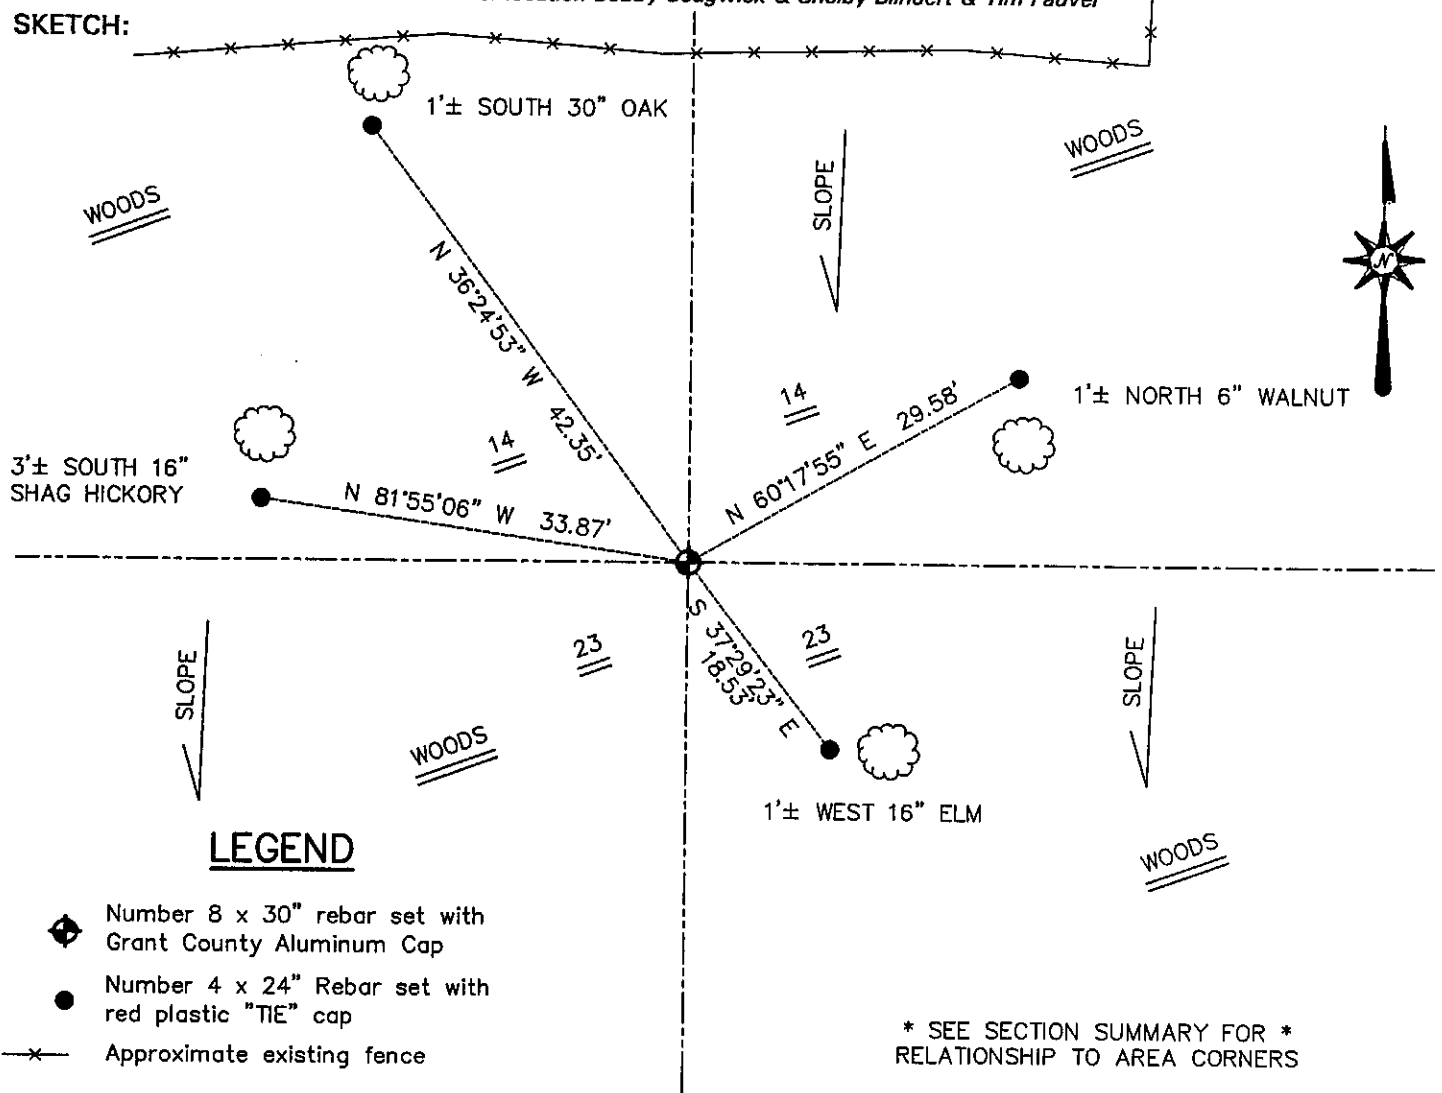 SKETCH:
1'± SOUTH 30" OAK
WOODS
SLOPE
WOODS
N
N 36°24'53" W 42.35'
14
1'± NORTH 6" WALNUT
N 60°17'55" E 29.58'
14
3'± SOUTH 16"
SHAG HICKORY
N 81°55'06" W 33.87'
S 37°29'23" E
18.53'
23
23
SLOPE
SLOPE
WOODS
1'± WEST 16" ELM
WOODS
LEGEND
Number 8 x 30" rebar set with
Grant County Aluminum Cap
Number 4 x 24" Rebar set with
red plastic "TIE" cap
Approximate existing fence
* SEE SECTION SUMMARY FOR *
RELATIONSHIP TO AREA CORNERS